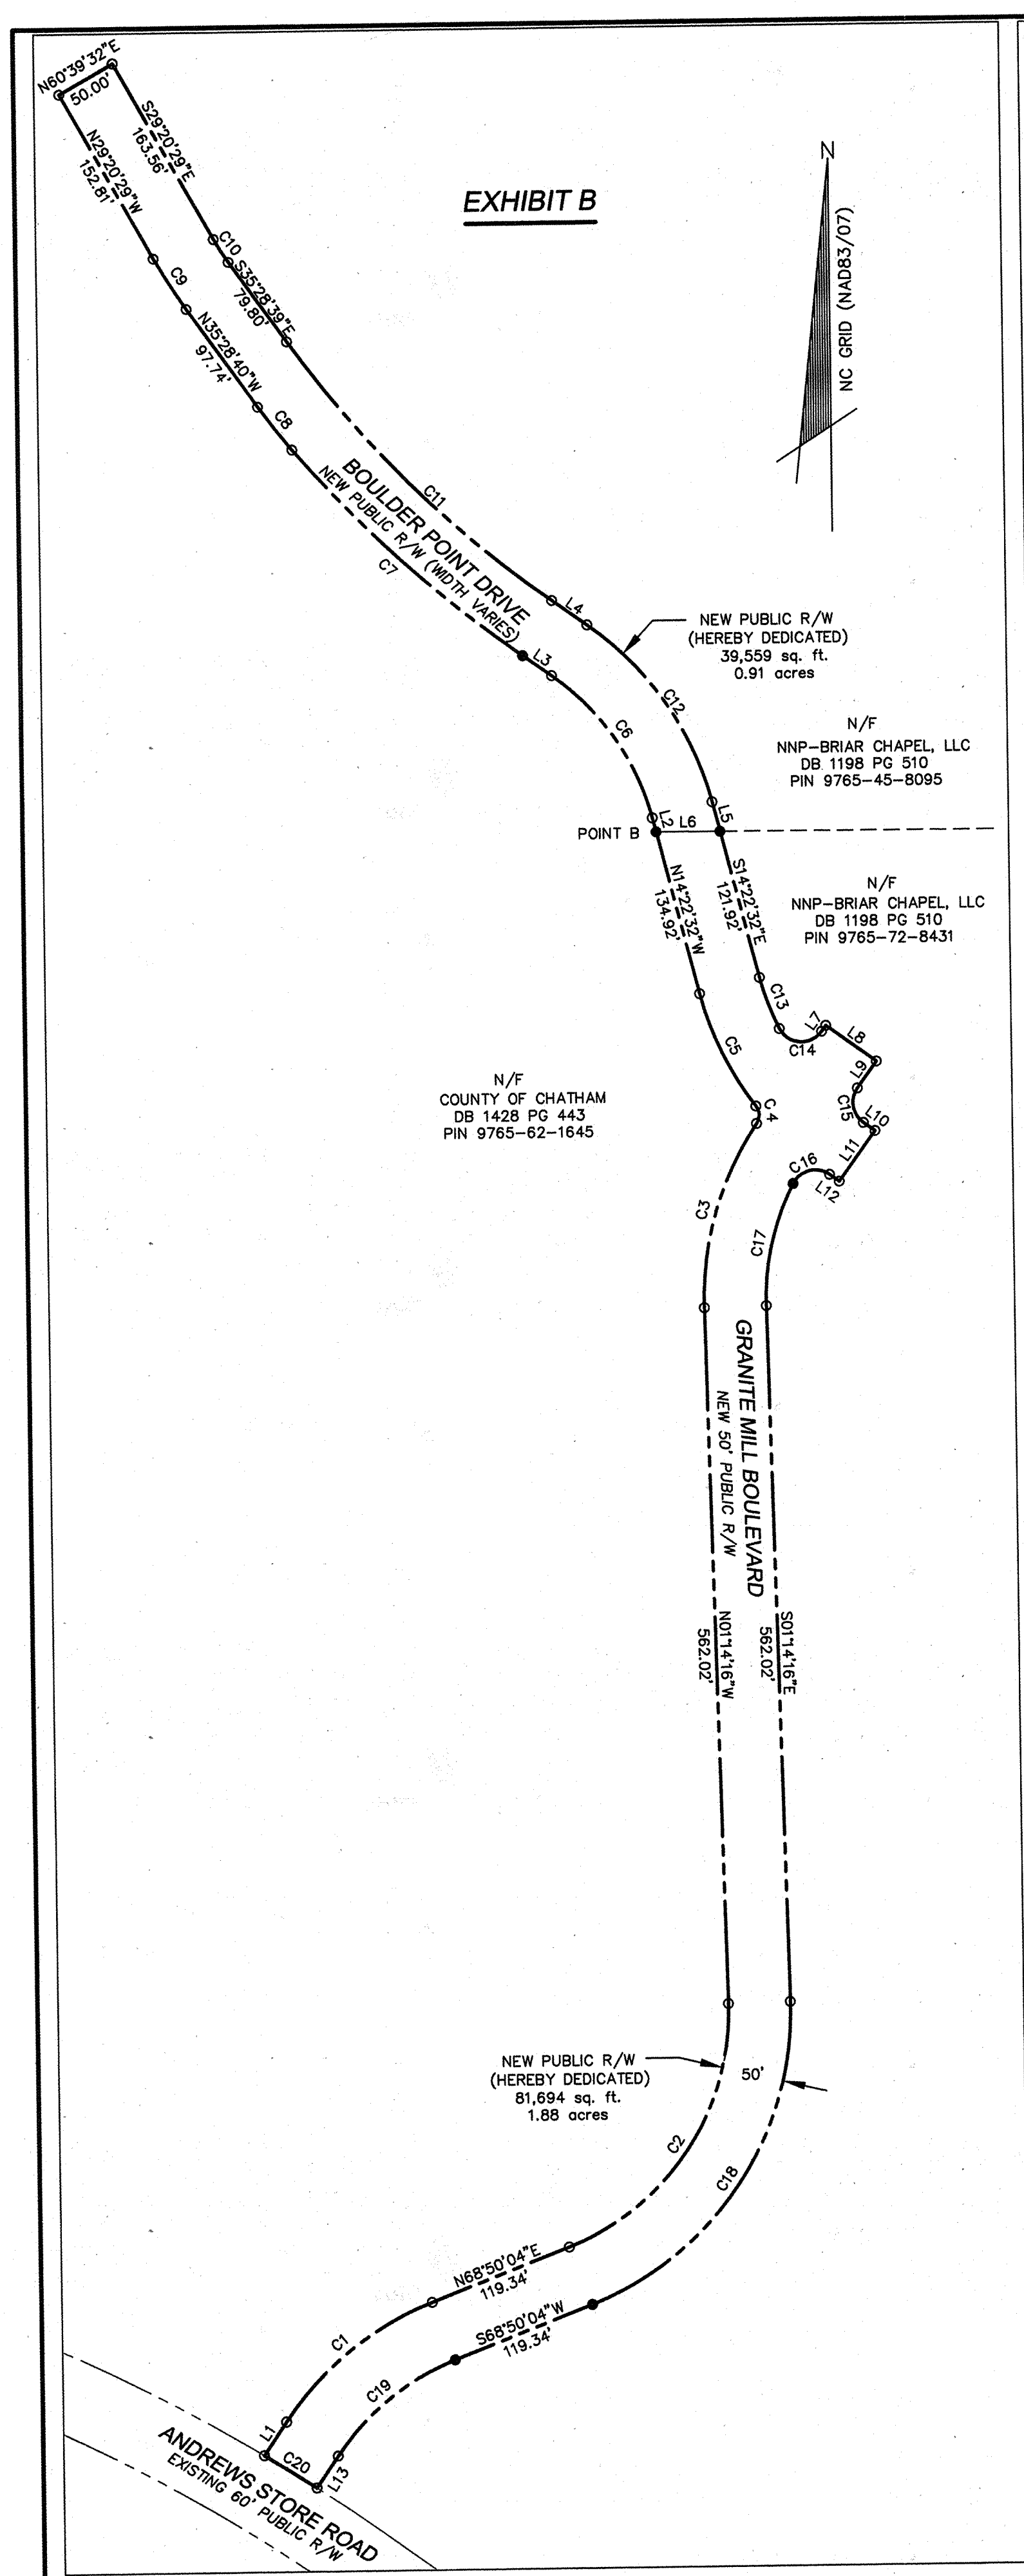 N60°39'32"E
50.00'
S29°20'29"E
163.56'
N29°20'29"W
152.81'
EXHIBIT B
N
NC GRID (NAD83/07)
C10
C9
S35°28'39"E
79.80'
N35°28'40"W
97.74'
C8
C11
BOULDER POINT DRIVE
NEW PUBLIC R/W (WIDTH VARIES)
C7
L4
NEW PUBLIC R/W
(HEREBY DEDICATED)
39,559 sq. ft.
0.91 acres
L3
C12
C6
N/F
NNP-BRIAR CHAPEL, LLC
DB 1198 PG 510
PIN 9765-45-8095
L5
L2
L6
POINT B
N14°22'32"W
134.92'
S14°22'32"E
121.92'
N/F
NNP-BRIAR CHAPEL, LLC
DB 1198 PG 510
PIN 9765-72-8431
C13
L7
L8
C14
C5
L9
N/F
COUNTY OF CHATHAM
DB 1428 PG 443
PIN 9765-62-1645
C4
C15
L10
L11
C16
L12
C3
C17
GRANITE MILL BOULEVARD
NEW 50' PUBLIC R/W
N01°14'16"W
562.02'
S01°14'16"E
562.02'
NEW PUBLIC R/W
(HEREBY DEDICATED)
81,694 sq. ft.
1.88 acres
50'
C2
C18
N68°50'04"E
119.34'
S68°50'04"W
119.34'
C1
C19
L1
C20
L13
ANDREWS STORE ROAD
EXISTING 60' PUBLIC R/W